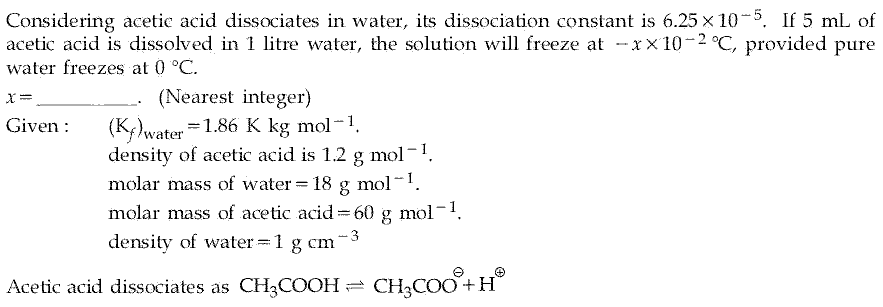 Considering acetic acid dissociates in water, its dissociation constant is 6.25×10⁻⁵. If 5 mL of
acetic acid is dissolved in 1 litre water, the solution will freeze at −x×10⁻² °C, provided pure
water freezes at 0 °C.
x = __________. (Nearest integer)
Given : (K_f)_water = 1.86 K kg mol⁻¹.
density of acetic acid is 1.2 g mol⁻¹.
molar mass of water = 18 g mol⁻¹.
molar mass of acetic acid = 60 g mol⁻¹.
density of water = 1 g cm⁻³
Acetic acid dissociates as CH₃COOH ⇌ CH₃COO⊖ + H⊕